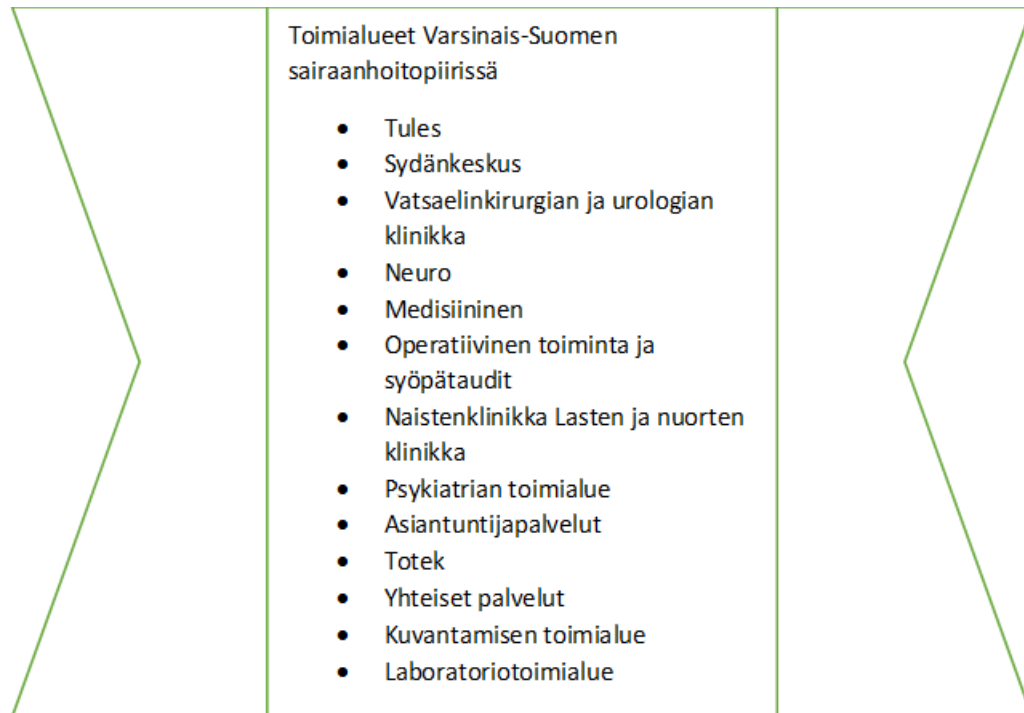 Toimialueet Varsinais-Suomen
sairaanhoitopiirissä
• Tules
• Sydänkeskus
• Vatsaelinkirurgian ja urologian
klinikka
• Neuro
• Medisiininen
• Operatiivinen toiminta ja
syöpätaudit
• Naistenklinikka Lasten ja nuorten
klinikka
• Psykiatrian toimialue
• Asiantuntijapalvelut
• Totek
• Yhteiset palvelut
• Kuvantamisen toimialue
• Laboratoriotoimialue